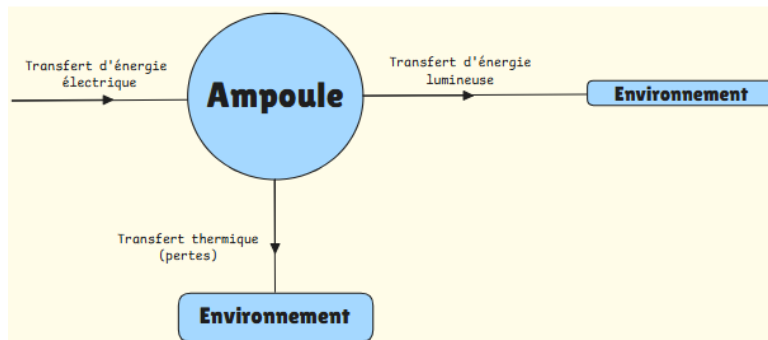 Transfert d'énergie
électrique
Ampoule
Transfert d'énergie
lumineuse
Environnement
Transfert thermique
(pertes)
Environnement